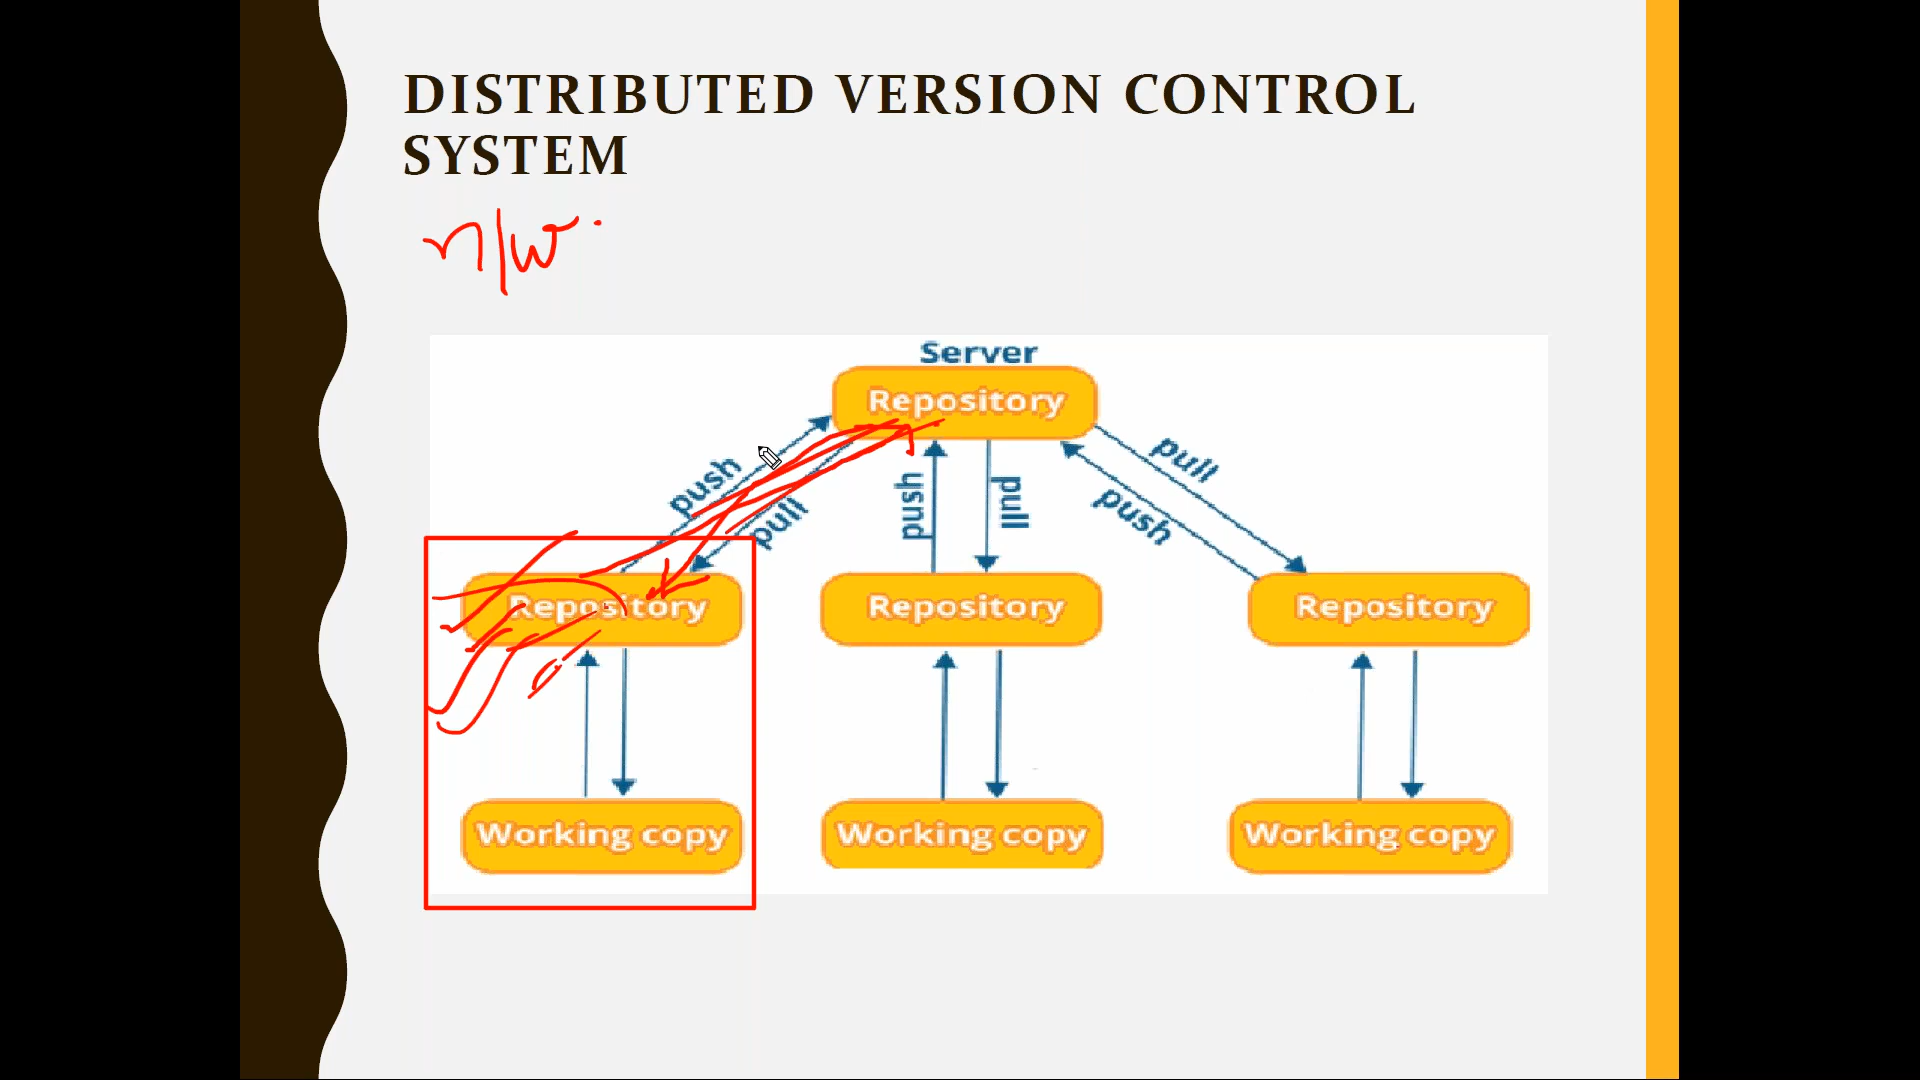 DISTRIBUTED VERSION CONTROL
SYSTEM
n/w.
Server
Repository
push
pull
push
pull
pull
push
Repository
Repository
Repository
Working copy
Working copy
Working copy